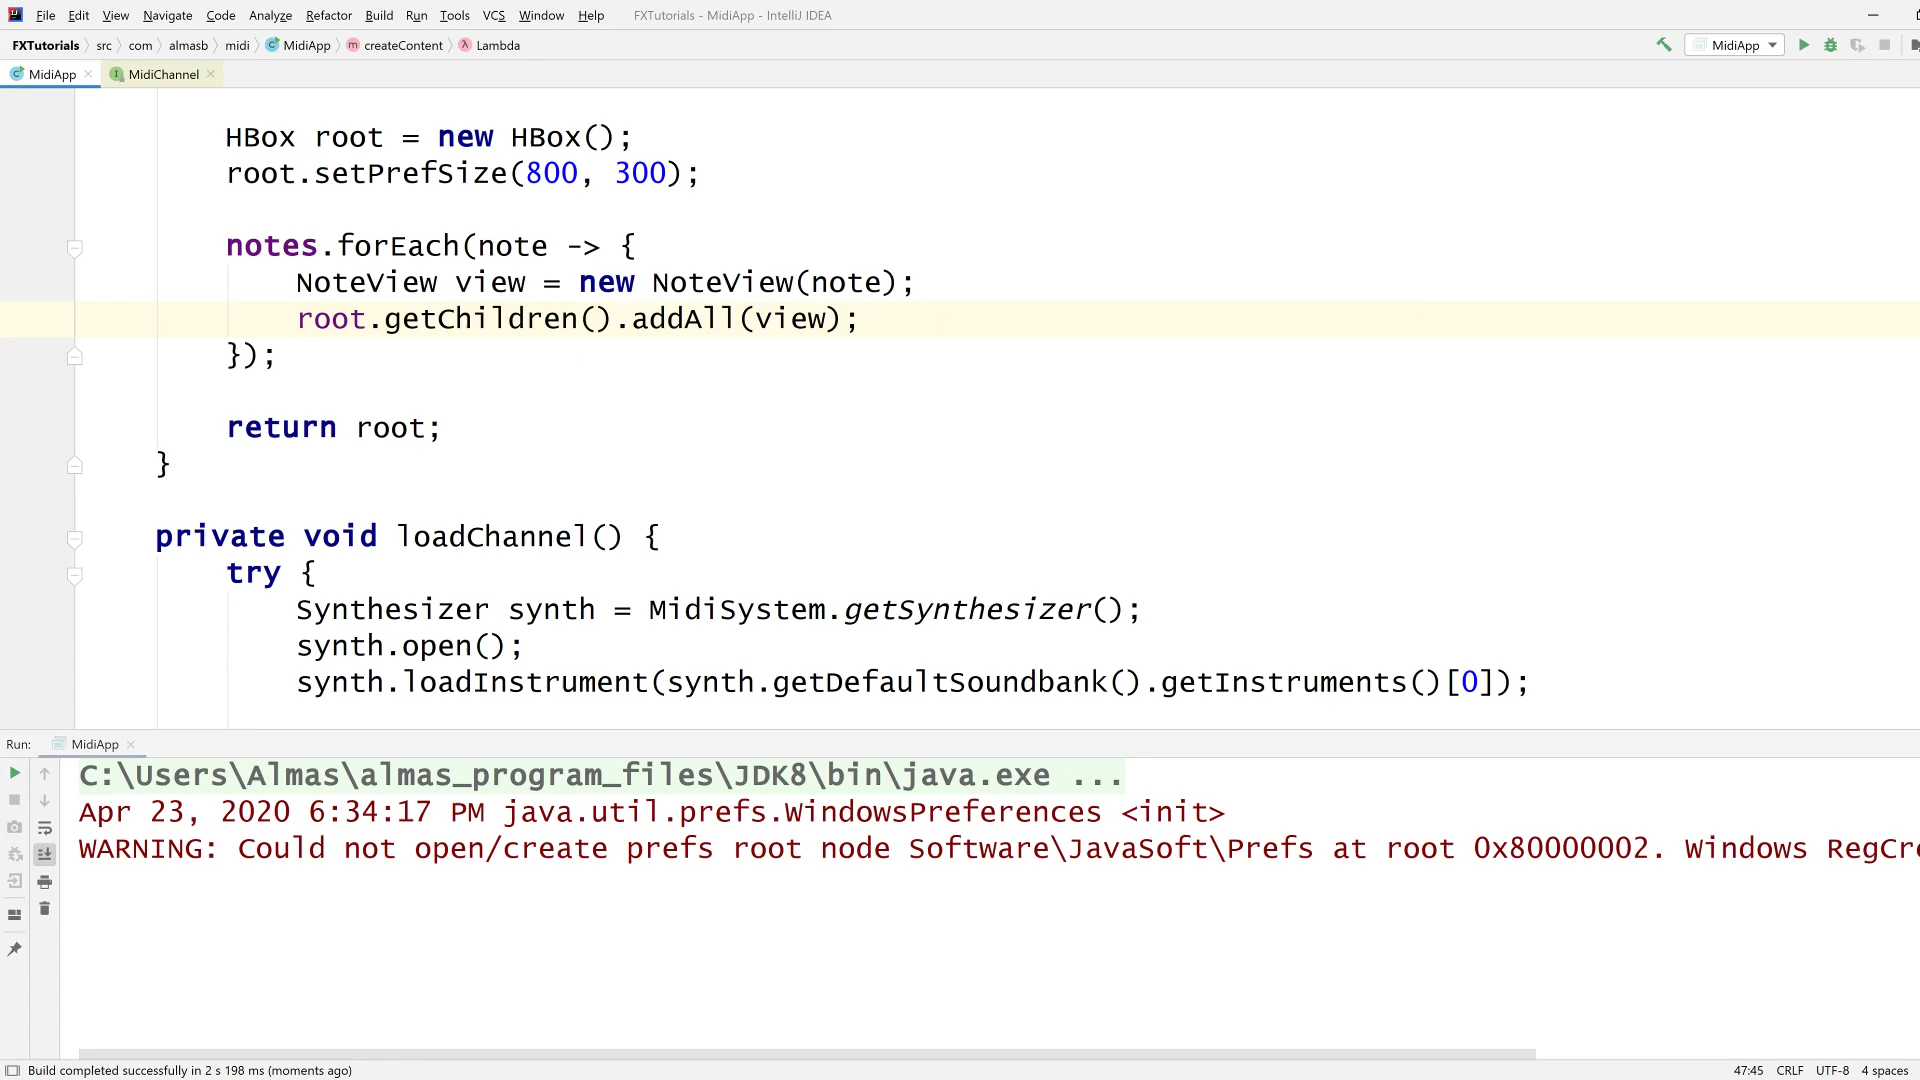 File Edit View Navigate Code Analyze Refactor Build Run Tools VCS Window Help FXTutorials - MidiApp - IntelliJ IDEA
FXTutorials src com almasb midi MidiApp createContent Lambda MidiApp
MidiApp MidiChannel
HBox root = new HBox();
root.setPrefSize(800, 300);
notes.forEach(note -> {
NoteView view = new NoteView(note);
root.getChildren().addAll(view);
});
return root;
}
private void loadChannel() {
try {
Synthesizer synth = MidiSystem.getSynthesizer();
synth.open();
synth.loadInstrument(synth.getDefaultSoundbank().getInstruments()[0]);
Run: MidiApp
C:\Users\Almas\almas_program_files\JDK8\bin\java.exe ...
Apr 23, 2020 6:34:17 PM java.util.prefs.WindowsPreferences <init>
WARNING: Could not open/create prefs root node Software\JavaSoft\Prefs at root 0x80000002. Windows RegCr
Build completed successfully in 2 s 198 ms (moments ago) 47:45 CRLF UTF-8 4 spaces